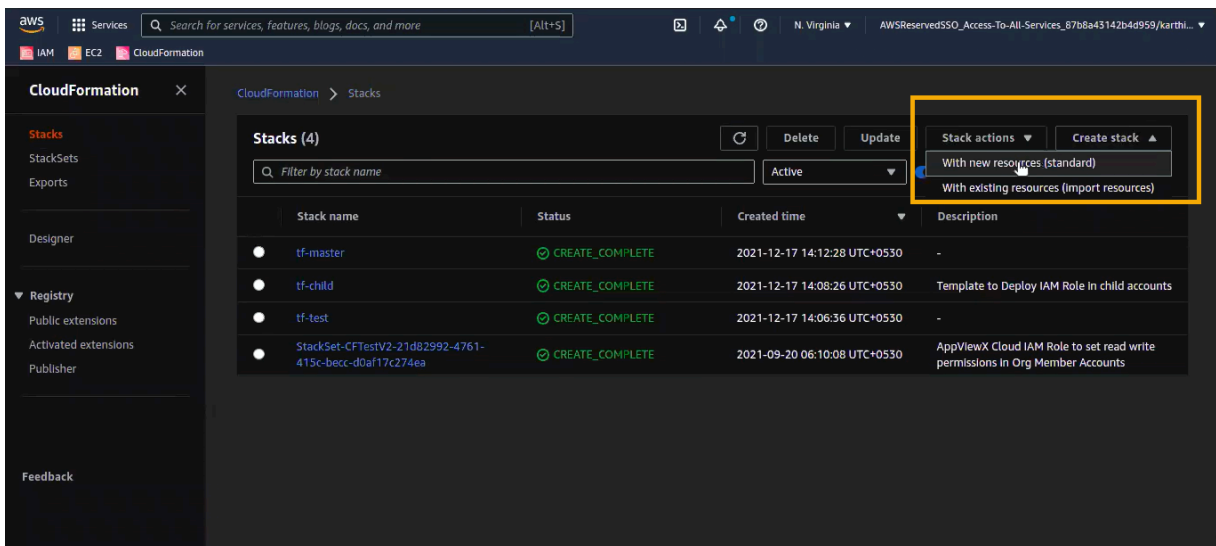 aws
Services
Search for services, features, blogs, docs, and more
[Alt+S]
N. Virginia ▼
AWSReservedSSO_Access-To-All-Services_87b8a43142b4d959/karthi... ▼
IAM
EC2
CloudFormation
CloudFormation
Stacks
StackSets
Exports
Designer
Registry
Public extensions
Activated extensions
Publisher
Feedback
CloudFormation > Stacks
Stacks (4)
Delete
Update
Stack actions ▼
Create stack ▲
With new resources (standard)
With existing resources (import resources)
Filter by stack name
Active
Stack name
Status
Created time
Description
tf-master
CREATE_COMPLETE
2021-12-17 14:12:28 UTC+0530
-
tf-child
CREATE_COMPLETE
2021-12-17 14:08:26 UTC+0530
Template to Deploy IAM Role in child accounts
tf-test
CREATE_COMPLETE
2021-12-17 14:06:36 UTC+0530
-
StackSet-CFTestV2-21d82992-4761-
415c-becc-d0af17c274ea
CREATE_COMPLETE
2021-09-20 06:10:08 UTC+0530
AppViewX Cloud IAM Role to set read write
permissions in Org Member Accounts